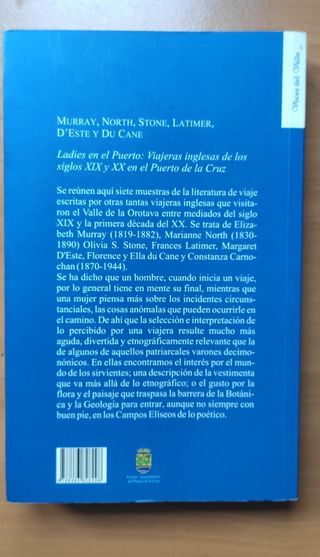 Voces del Valle
MURRAY, NORTH, STONE, LATIMER,
D'ESTE Y DU CANE
Ladies en el Puerto: Viajeras inglesas de los
siglos XIX y XX en el Puerto de la Cruz
Se reúnen aquí siete muestras de la literatura de viaje
escritas por otras tantas viajeras inglesas que visita-
ron el Valle de la Orotava entre mediados del siglo
XIX y la primera década del XX. Se trata de Eliza-
beth Murray (1819-1882), Marianne North (1830-
1890) Olivia S. Stone, Frances Latimer, Margaret
D'Este, Florence y Ella du Cane y Constanza Carno-
chan (1870-1944).
Se ha dicho que un hombre, cuando inicia un viaje,
por lo general tiene en mente su final, mientras que
una mujer piensa más sobre los incidentes circuns-
tanciales, las cosas anómalas que pueden ocurrirle en
el camino. De ahí que la selección e interpretación de
lo percibido por una viajera resulte mucho más
aguda, divertida y etnográficamente relevante que la
de algunos de aquellos patriarcales varones decimo-
nónicos. En ellas encontramos el interés por el mun-
do de los sirvientes; una descripción de la vestimenta
que va más allá de lo etnográfico; o el gusto por la
flora y el paisaje que traspasa la barrera de la Botáni-
ca y la Geología para entrar, aunque no siempre con
buen pie, en los Campos Elíseos de lo poético.